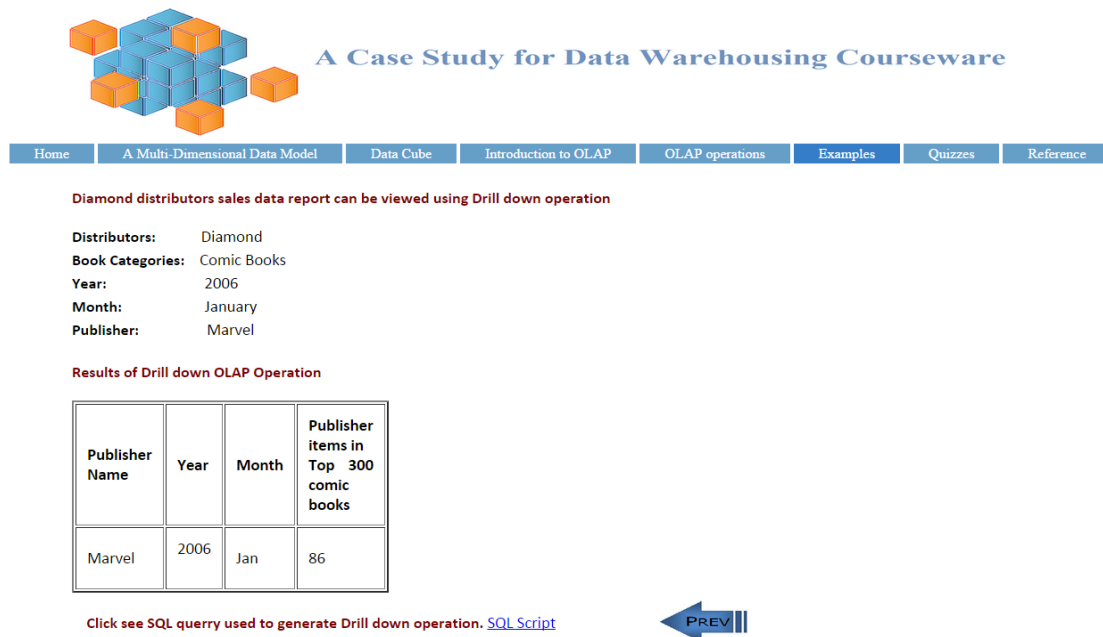 A Case Study for Data Warehousing Courseware
Home A Multi-Dimensional Data Model Data Cube Introduction to OLAP OLAP operations Examples Quizzes Reference
Diamond distributors sales data report can be viewed using Drill down operation
Distributors: Diamond
Book Categories: Comic Books
Year: 2006
Month: January
Publisher: Marvel
Results of Drill down OLAP Operation
Publisher Name Year Month Publisher items in Top 300 comic books
Marvel 2006 Jan 86
Click see SQL querry used to generate Drill down operation. SQL Script
PREV